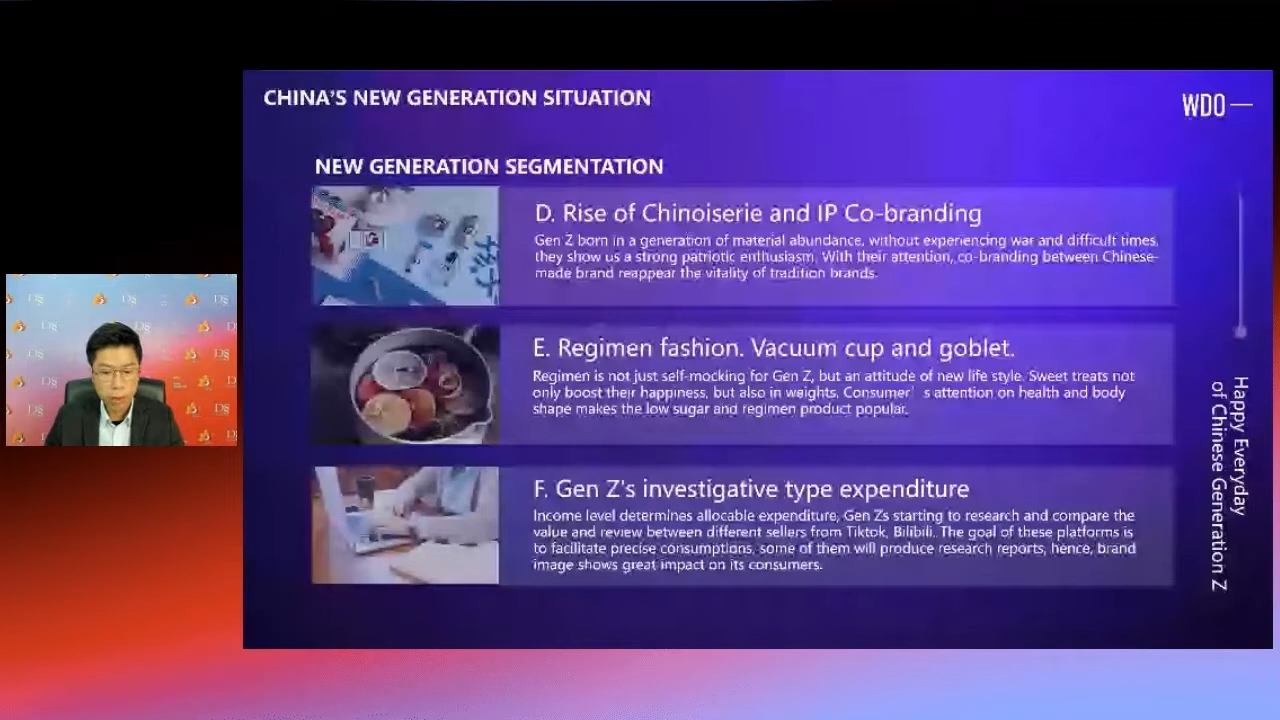 CHINA'S NEW GENERATION SITUATION
WDO
NEW GENERATION SEGMENTATION
D. Rise of Chinoiserie and IP Co-branding
Gen Z born in a generation of material abundance, without experiencing war and difficult times,
they show us a strong patriotic enthusiasm. With their attention, co-branding between Chinese-
made brand reappear the vitality of tradition brands.
E. Regimen fashion. Vacuum cup and goblet.
Regimen is not just self-mocking for Gen Z, but an attitude of new life style. Sweet treats not
only boost their happiness, but also in weights. Consumer' s attention on health and body
shape makes the low sugar and regimen product popular.
F. Gen Z's investigative type expenditure
Income level determines allocable expenditure, Gen Zs starting to research and compare the
value and review between different sellers from Tiktok, Bilibili. The goal of these platforms is
to facilitate precise consumptions, some of them will produce research reports, hence, brand
image shows great impact on its consumers.
Happy Everyday
of Chinese Generation Z